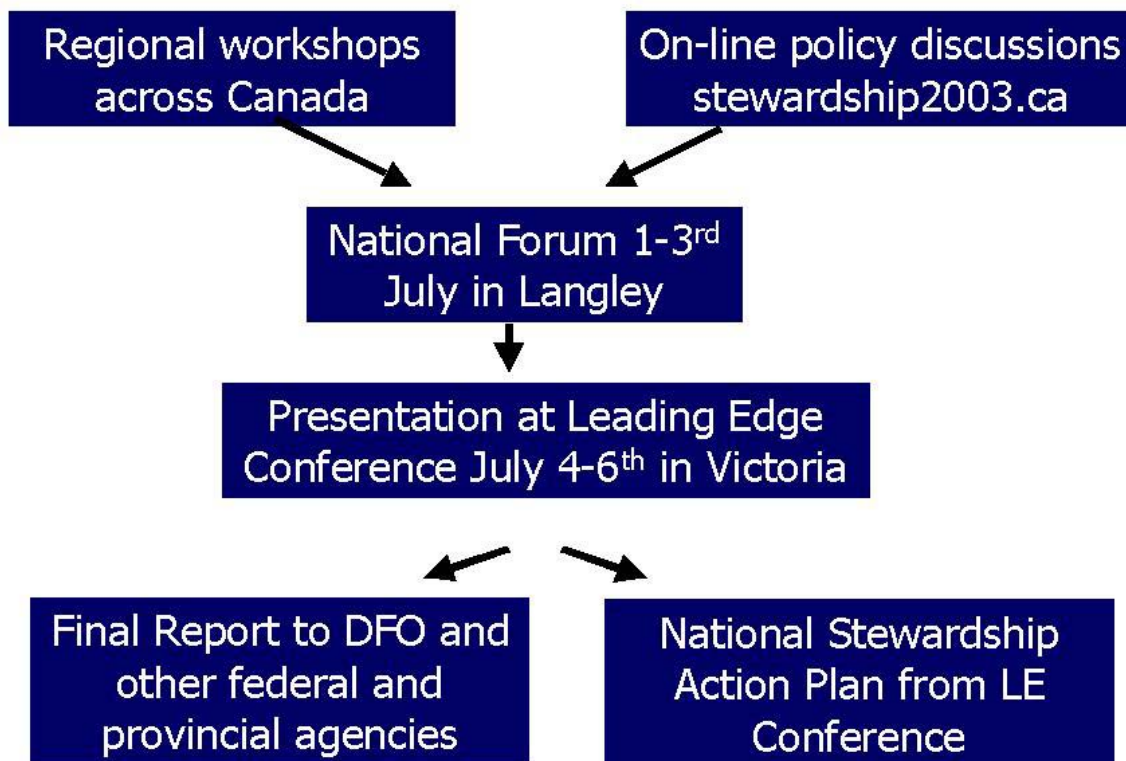 Regional workshops
across Canada
On-line policy discussions
stewardship2003.ca
National Forum 1-3rd
July in Langley
Presentation at Leading Edge
Conference July 4-6th in Victoria
Final Report to DFO and
other federal and
provincial agencies
National Stewardship
Action Plan from LE
Conference